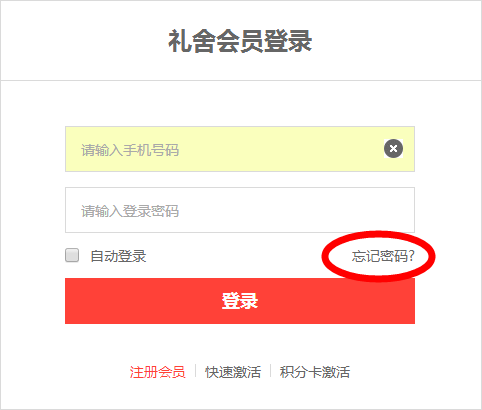 礼舍会员登录
请输入手机号码
请输入登录密码
自动登录 忘记密码?
登录
注册会员 快速激活 积分卡激活